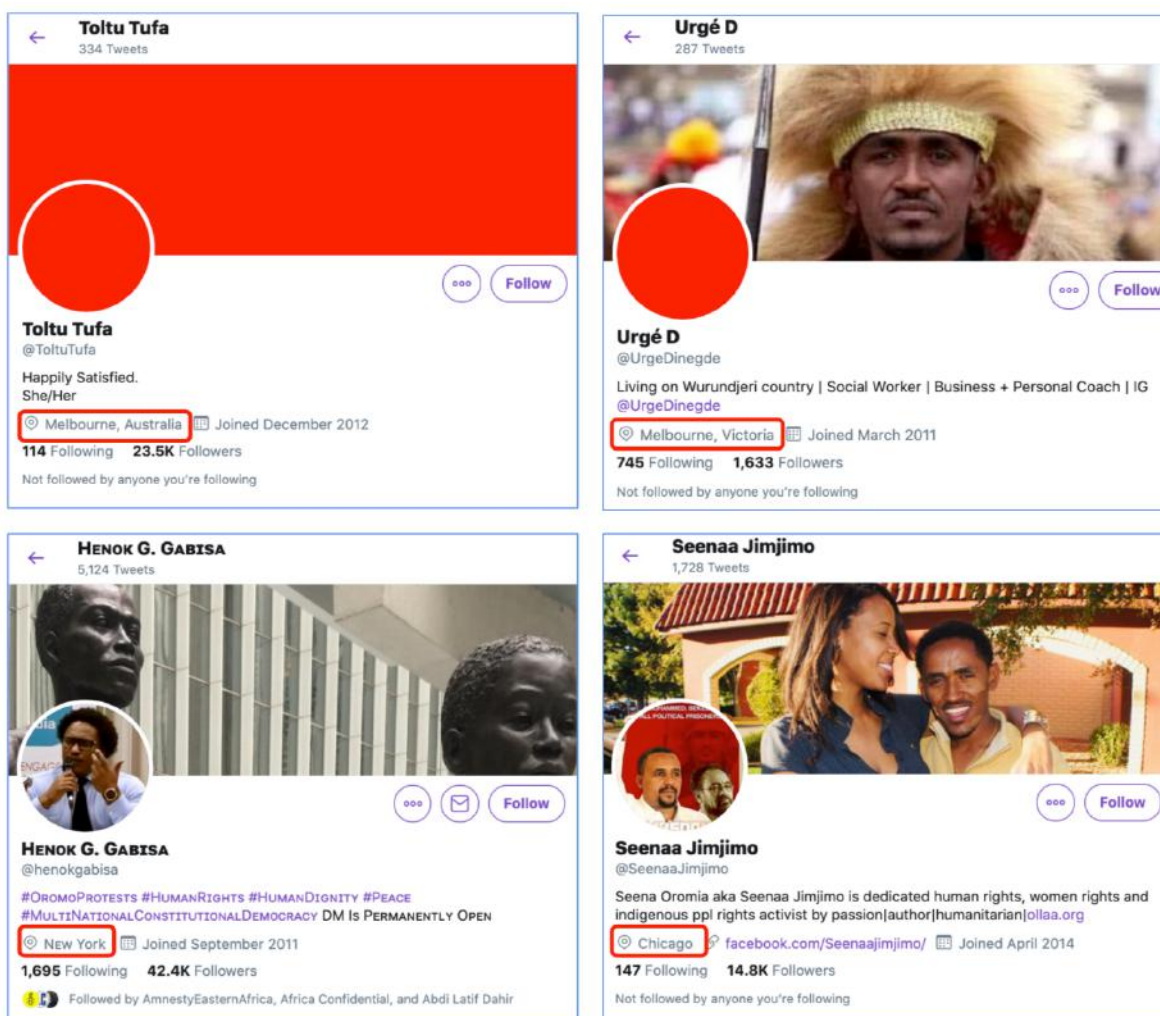 Toltu Tufa
334 Tweets
Follow
Toltu Tufa
@ToltuTufa
Happily Satisfied.
She/Her
Melbourne, Australia Joined December 2012
114 Following 23.5K Followers
Not followed by anyone you're following
Urgé D
287 Tweets
Follow
Urgé D
@UrgeDinegde
Living on Wurundjeri country | Social Worker | Business + Personal Coach | IG
@UrgeDinegde
Melbourne, Victoria Joined March 2011
745 Following 1,633 Followers
Not followed by anyone you're following
HENOK G. GABISA
5,124 Tweets
ENGAG
Follow
HENOK G. GABISA
@henokgabisa
#OROMOPROTESTS #HUMANRIGHTS #HUMANDIGNITY #PEACE
#MULTINATIONALCONSTITUTIONALDEMOCRACY DM IS PERMANENTLY OPEN
New York Joined September 2011
1,695 Following 42.4K Followers
Followed by AmnestyEasternAfrica, Africa Confidential, and Abdi Latif Dahir
Seenaa Jimjimo
1,728 Tweets
ALL POLITICAL PRISONERS
Follow
Seenaa Jimjimo
@SeenaaJimjimo
Seena Oromia aka Seenaa Jimjimo is dedicated human rights, women rights and
indigenous ppl rights activist by passion|author|humanitarian|ollaa.org
Chicago facebook.com/Seenaajimjimo/ Joined April 2014
147 Following 14.8K Followers
Not followed by anyone you're following